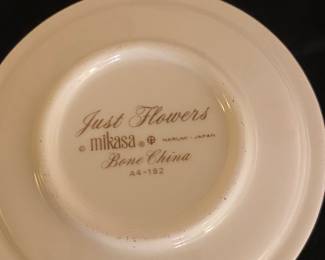 Just Flowers
© mikasa ® NARUMI - JAPAN
Bone China
A4-182